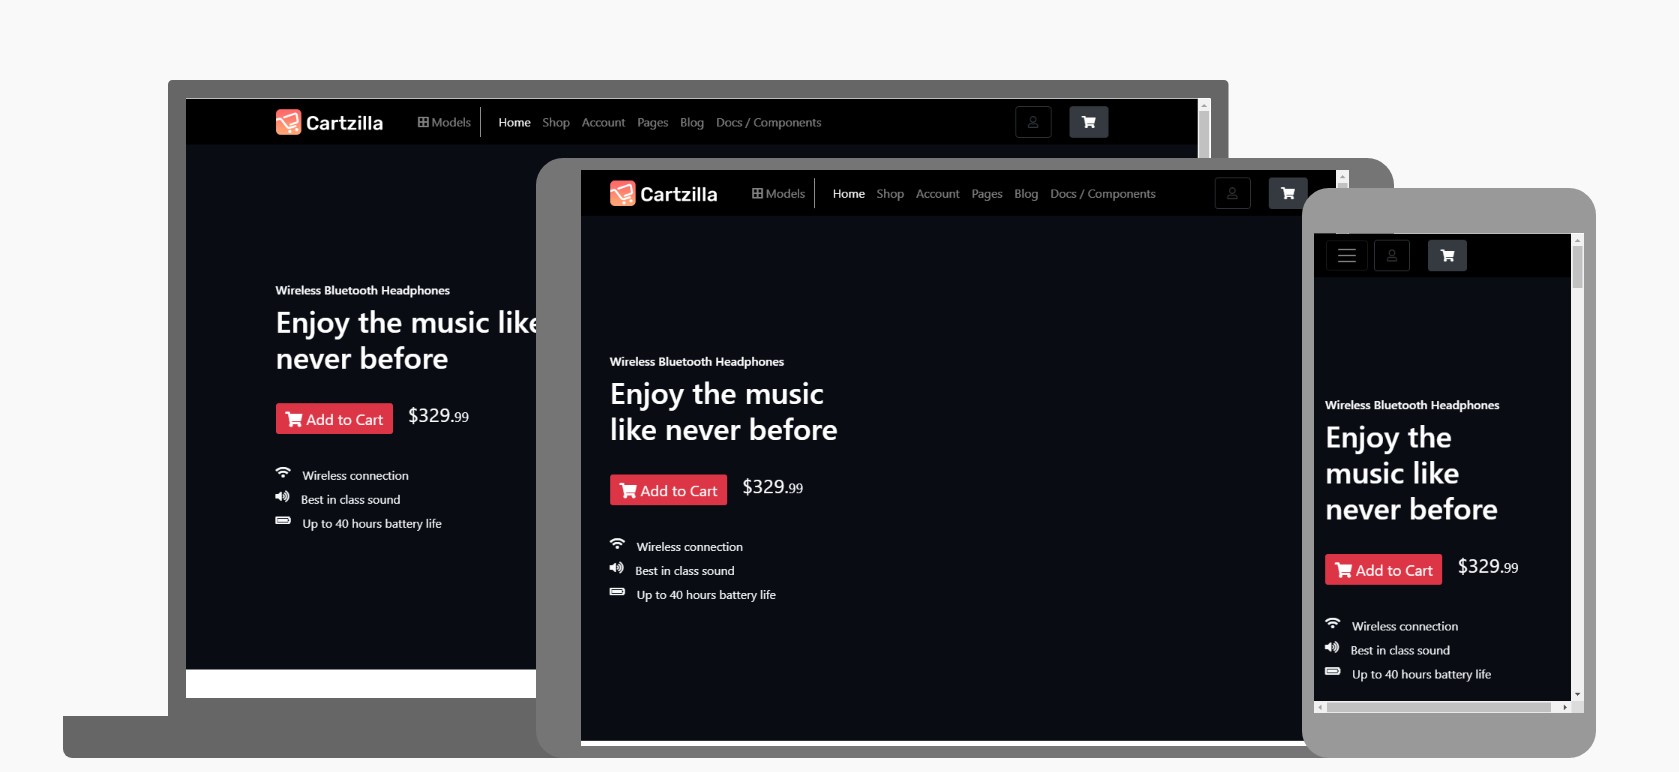 Cartzilla Models Home Shop Account Pages Blog Docs / Components
Wireless Bluetooth Headphones
Enjoy the music like
never before
Add to Cart $329.99
Wireless connection
Best in class sound
Up to 40 hours battery life
Cartzilla Models Home Shop Account Pages Blog Docs / Components
Wireless Bluetooth Headphones
Enjoy the music
like never before
Add to Cart $329.99
Wireless connection
Best in class sound
Up to 40 hours battery life
Wireless Bluetooth Headphones
Enjoy the
music like
never before
Add to Cart $329.99
Wireless connection
Best in class sound
Up to 40 hours battery life